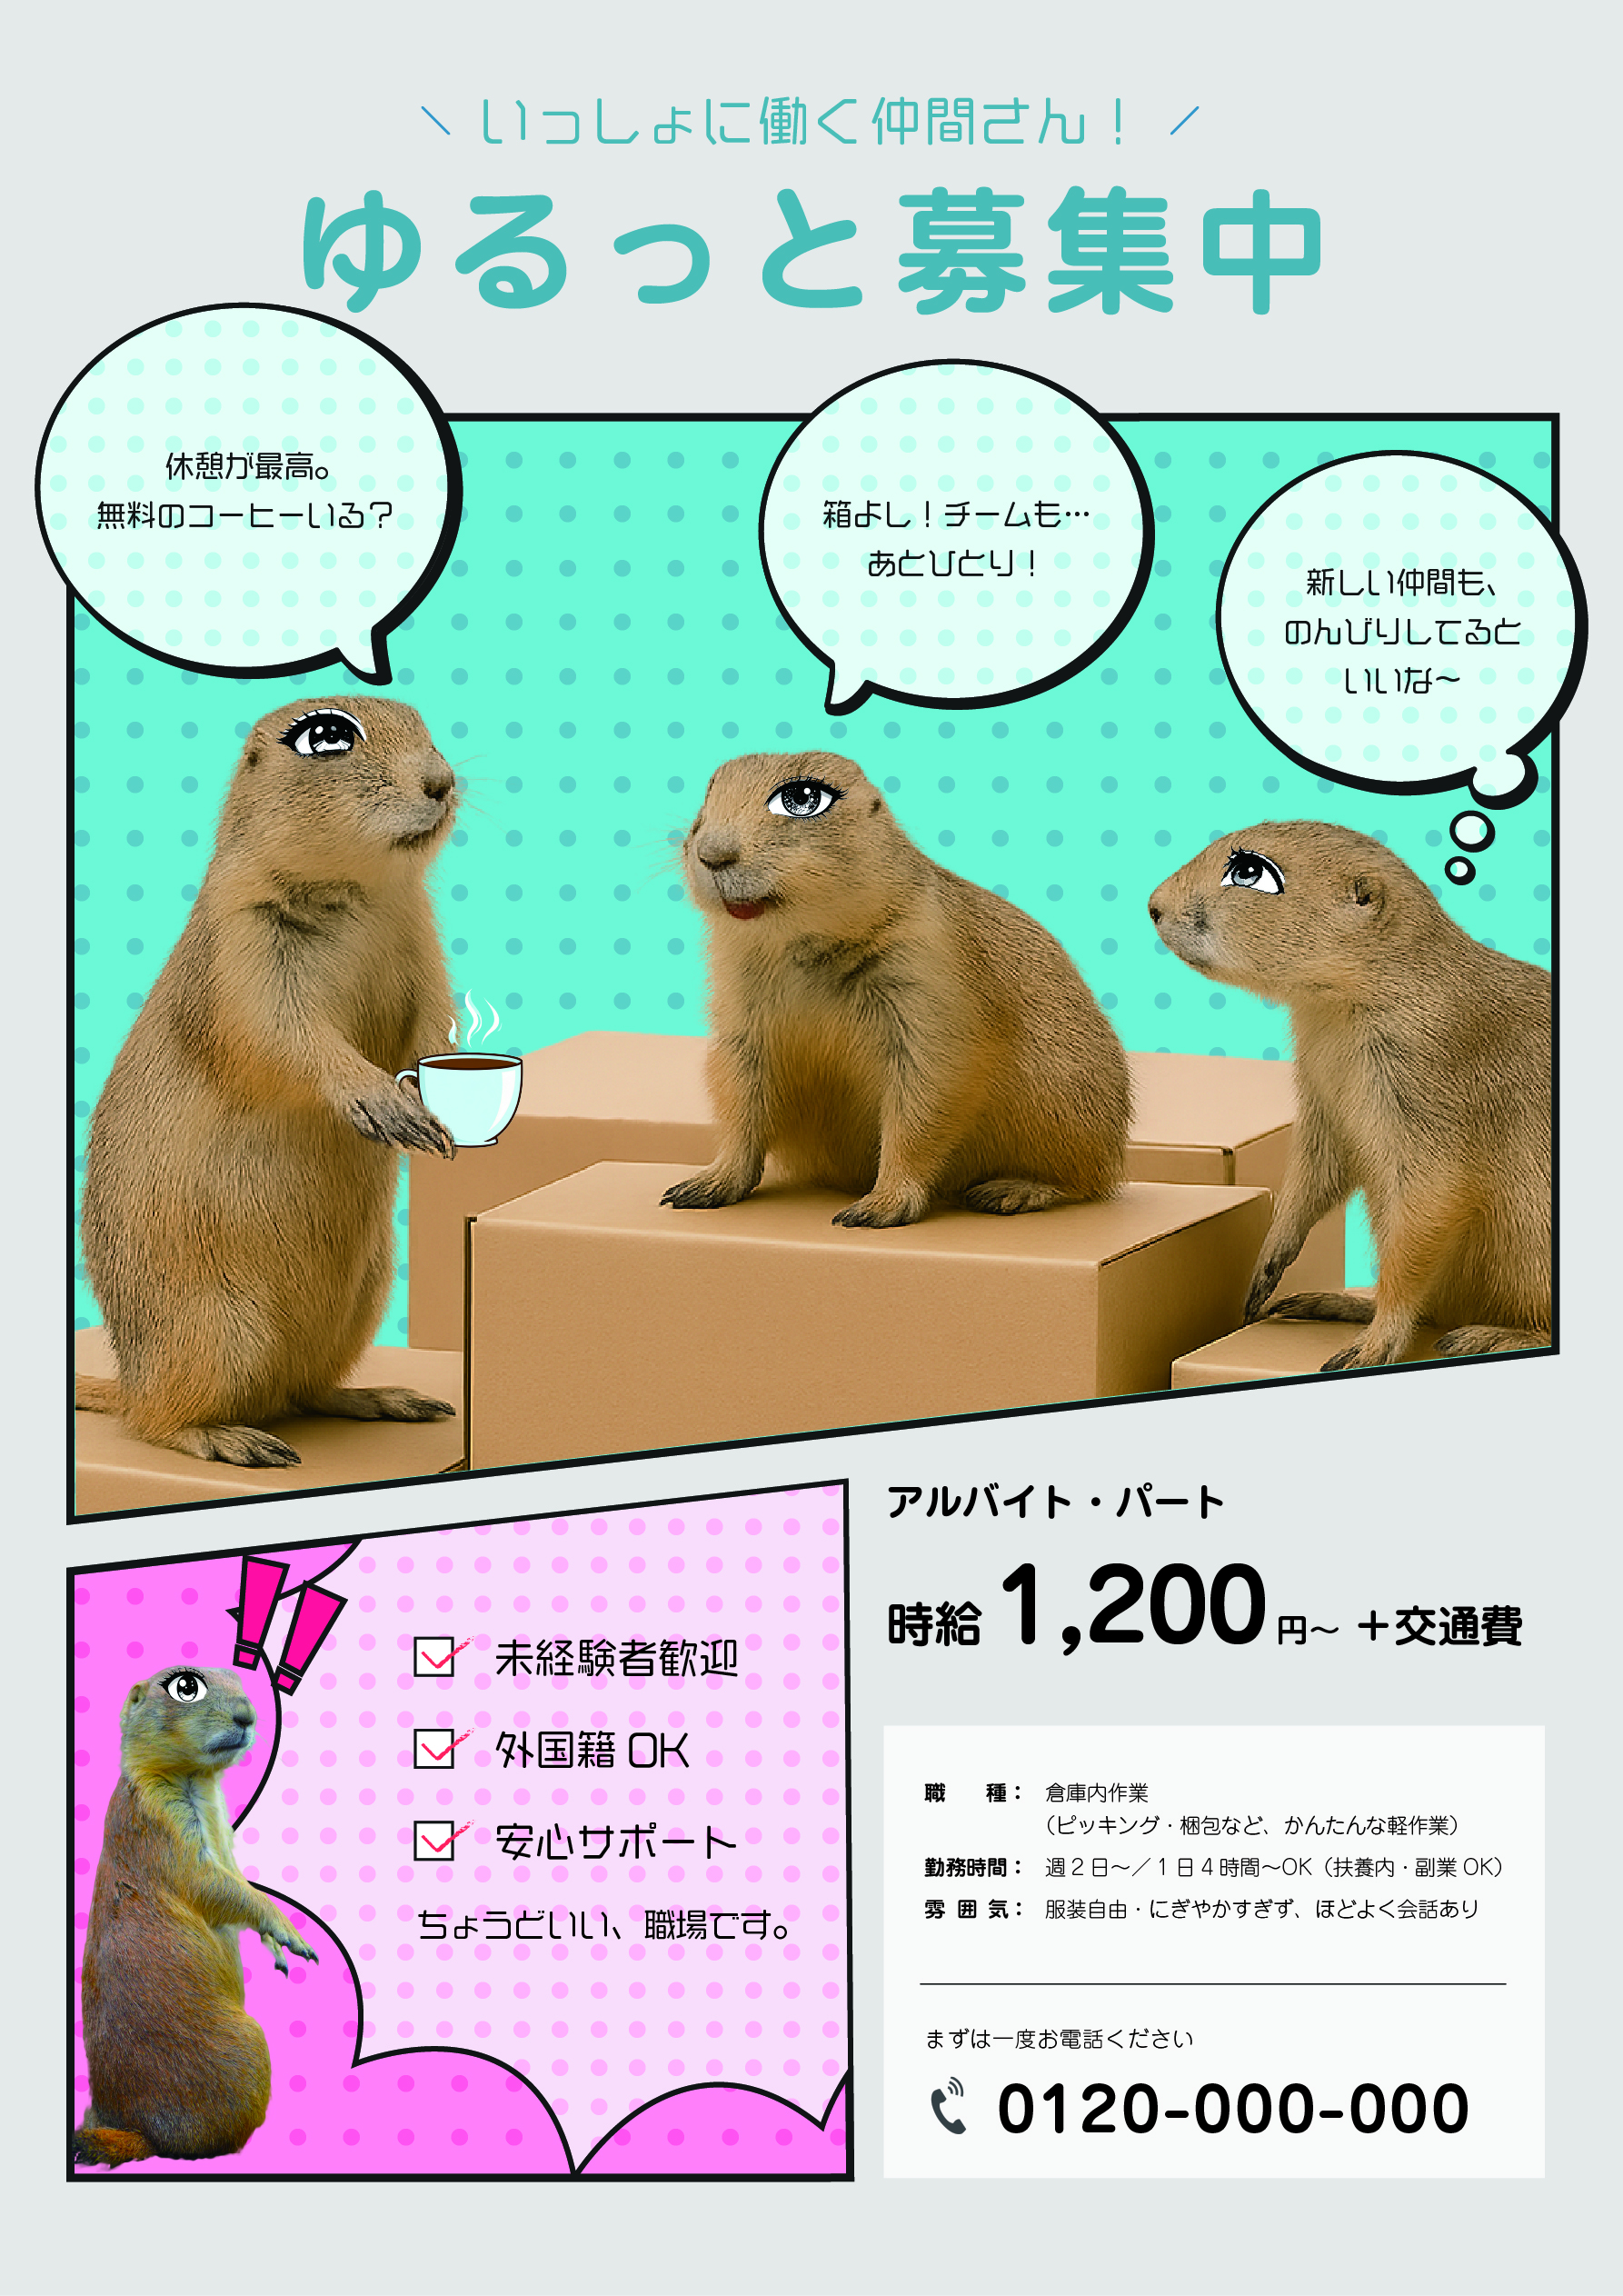 いっしょに働く仲間さん！
ゆるっと募集中
休憩が最高。
無料のコーヒーいる？
箱よし！チームも…
あとひとり！
新しい仲間も、
のんびりしてると
いいな〜
未経験者歓迎
外国籍OK
安心サポート
ちょうどいい、職場です。
アルバイト・パート
時給 1,200円〜 ＋交通費
職　種： 倉庫内作業
（ピッキング・梱包など、かんたんな軽作業）
勤務時間： 週２日〜／１日４時間〜OK（扶養内・副業OK）
雰囲気： 服装自由・にぎやかすぎず、ほどよく会話あり
まずは一度お電話ください
0120-000-000